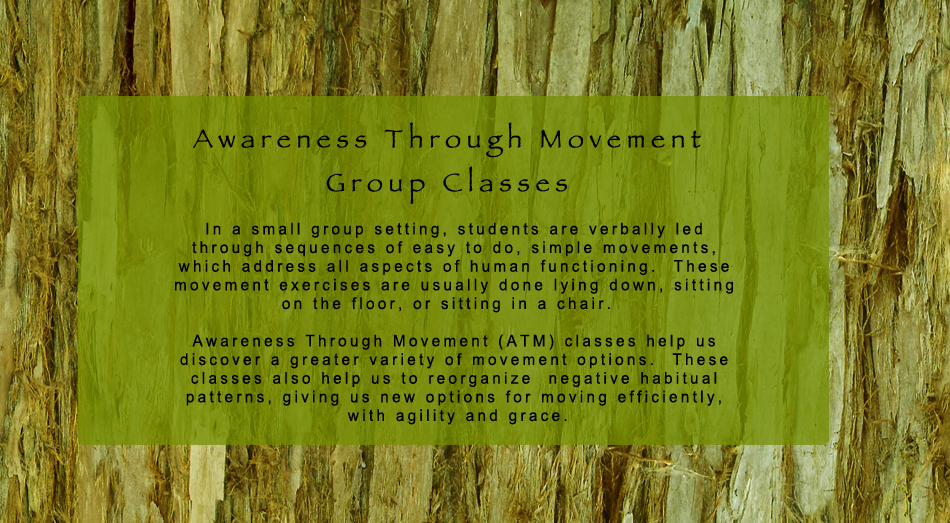 Awareness Through Movement
Group Classes
In a small group setting, students are verbally led
through sequences of easy to do, simple movements,
which address all aspects of human functioning.  These
movement exercises are usually done lying down, sitting
on the floor, or sitting in a chair.
Awareness Through Movement (ATM) classes help us
discover a greater variety of movement options.  These
classes also help us to reorganize  negative habitual
patterns, giving us new options for moving efficiently,
with agility and grace.